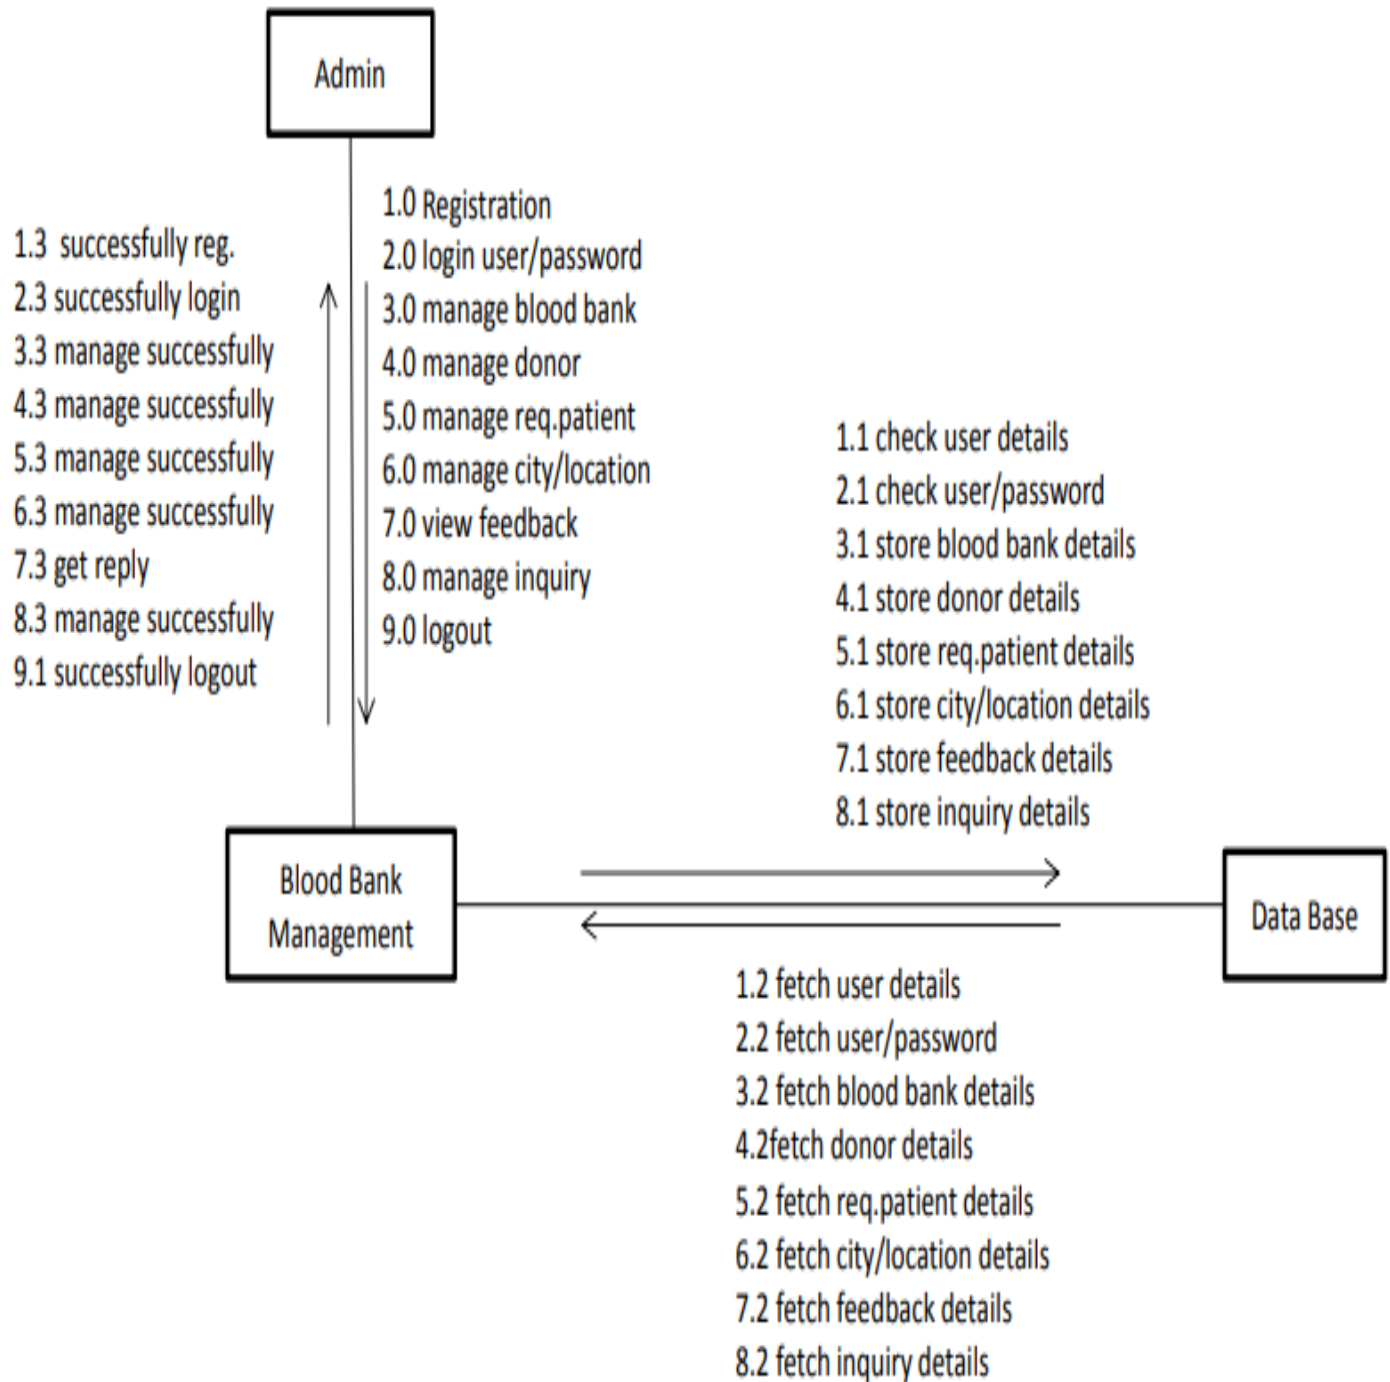 Admin
1.0 Registration
2.0 login user/password
3.0 manage blood bank
4.0 manage donor
5.0 manage req.patient
6.0 manage city/location
7.0 view feedback
8.0 manage inquiry
9.0 logout
1.3 successfully reg.
2.3 successfully login
3.3 manage successfully
4.3 manage successfully
5.3 manage successfully
6.3 manage successfully
7.3 get reply
8.3 manage successfully
9.1 successfully logout
1.1 check user details
2.1 check user/password
3.1 store blood bank details
4.1 store donor details
5.1 store req.patient details
6.1 store city/location details
7.1 store feedback details
8.1 store inquiry details
Blood Bank
Management
Data Base
1.2 fetch user details
2.2 fetch user/password
3.2 fetch blood bank details
4.2fetch donor details
5.2 fetch req.patient details
6.2 fetch city/location details
7.2 fetch feedback details
8.2 fetch inquiry details